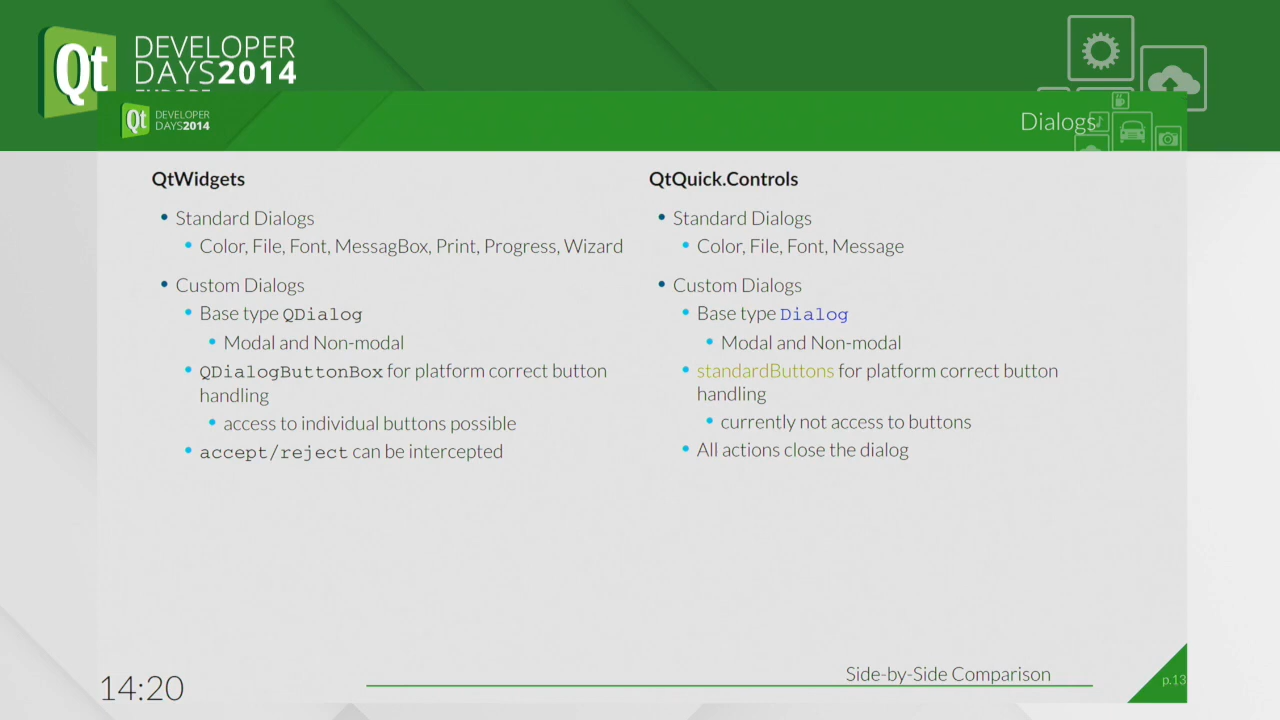 Qt DEVELOPER
DAYS2014
EUROPE
Qt DEVELOPER
DAYS2014
Dialogs
QtWidgets
Standard Dialogs
Color, File, Font, MessagBox, Print, Progress, Wizard
Custom Dialogs
Base type QDialog
Modal and Non-modal
QDialogButtonBox for platform correct button
handling
access to individual buttons possible
accept/reject can be intercepted
QtQuick.Controls
Standard Dialogs
Color, File, Font, Message
Custom Dialogs
Base type Dialog
Modal and Non-modal
standardButtons for platform correct button
handling
currently not access to buttons
All actions close the dialog
14:20
Side-by-Side Comparison
p.13